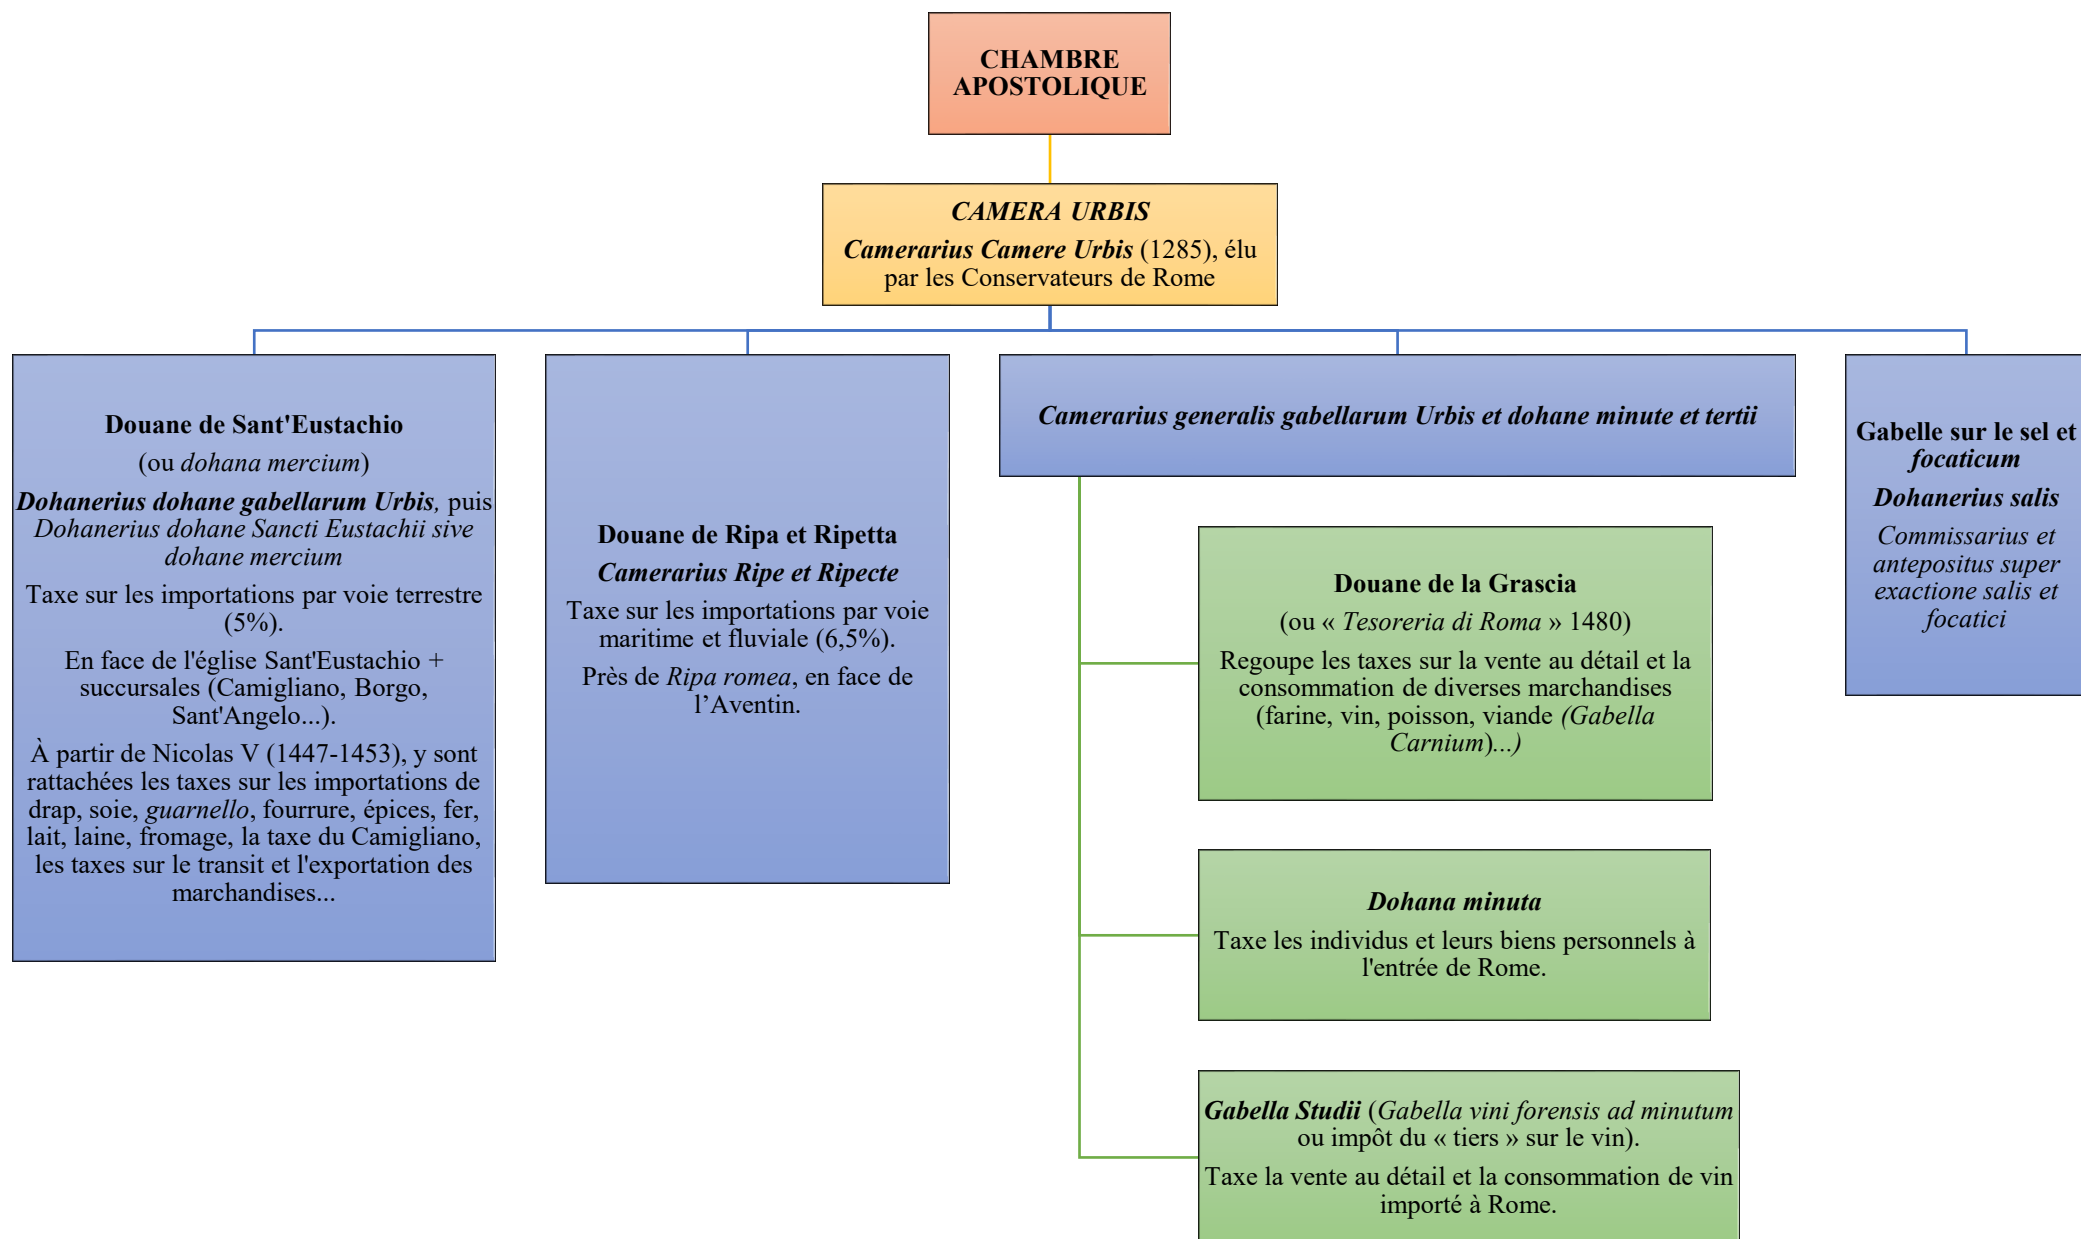 CHAMBRE
APOSTOLIQUE
CAMERA URBIS
Camerarius Camere Urbis (1285), élu
par les Conservateurs de Rome
Douane de Sant'Eustachio
(ou dohana mercium)
Dohanerius dohane gabellarum Urbis, puis
Dohanerius dohane Sancti Eustachii sive
dohane mercium
Taxe sur les importations par voie terrestre
(5%).
En face de l'église Sant'Eustachio +
succursales (Camigliano, Borgo,
Sant'Angelo...).
À partir de Nicolas V (1447-1453), y sont
rattachées les taxes sur les importations de
drap, soie, guarnello, fourrure, épices, fer,
lait, laine, fromage, la taxe du Camigliano,
les taxes sur le transit et l'exportation des
marchandises...
Douane de Ripa et Ripetta
Camerarius Ripe et Ripecte
Taxe sur les importations par voie
maritime et fluviale (6,5%).
Près de Ripa romea, en face de
l’Aventin.
Camerarius generalis gabellarum Urbis et dohane minute et tertii
Douane de la Grascia
(ou « Tesoreria di Roma » 1480)
Regoupe les taxes sur la vente au détail et la
consommation de diverses marchandises
(farine, vin, poisson, viande (Gabella
Carnium)...)
Dohana minuta
Taxe les individus et leurs biens personnels à
l'entrée de Rome.
Gabella Studii (Gabella vini forensis ad minutum
ou impôt du « tiers » sur le vin).
Taxe la vente au détail et la consommation de vin
importé à Rome.
Gabelle sur le sel et
focaticum
Dohanerius salis
Commissarius et
antepositus super
exactione salis et
focatici